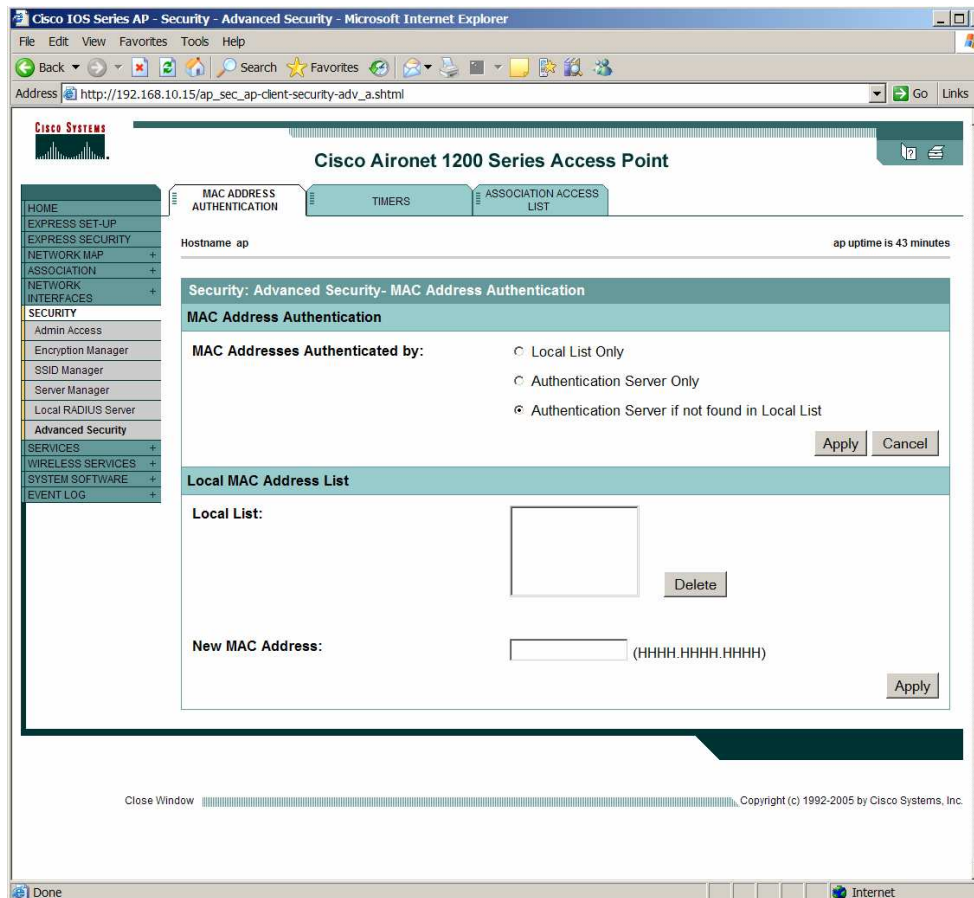 Cisco IOS Series AP - Security - Advanced Security - Microsoft Internet Explorer
File Edit View Favorites Tools Help
Back Search Favorites
Address http://192.168.10.15/ap_sec_ap-client-security-adv_a.shtml Go Links
CISCO SYSTEMS
Cisco Aironet 1200 Series Access Point
MAC ADDRESS AUTHENTICATION
TIMERS
ASSOCIATION ACCESS LIST
HOME
EXPRESS SET-UP
EXPRESS SECURITY
NETWORK MAP +
ASSOCIATION +
NETWORK INTERFACES +
SECURITY
Admin Access
Encryption Manager
SSID Manager
Server Manager
Local RADIUS Server
Advanced Security
SERVICES +
WIRELESS SERVICES +
SYSTEM SOFTWARE +
EVENT LOG +
Hostname ap
ap uptime is 43 minutes
Security: Advanced Security- MAC Address Authentication
MAC Address Authentication
MAC Addresses Authenticated by:
Local List Only
Authentication Server Only
Authentication Server if not found in Local List
Apply Cancel
Local MAC Address List
Local List:
Delete
New MAC Address:
(HHHH.HHHH.HHHH)
Apply
Close Window
Copyright (c) 1992-2005 by Cisco Systems, Inc.
Done
Internet